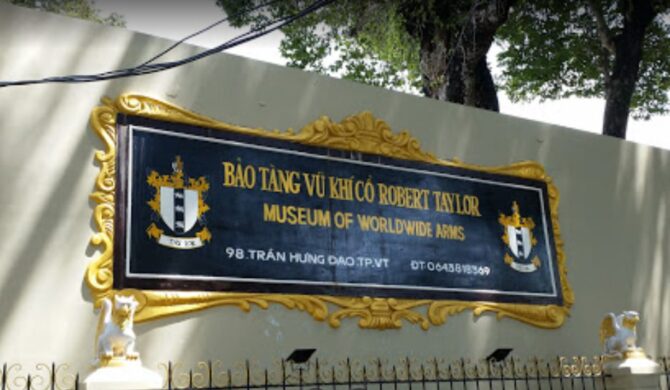 BẢO TÀNG VŨ KHÍ CỔ ROBERT TAYLOR
MUSEUM OF WORLDWIDE ARMS
98.TRẦN HƯNG ĐẠO.TP.VT ĐT:0643818369